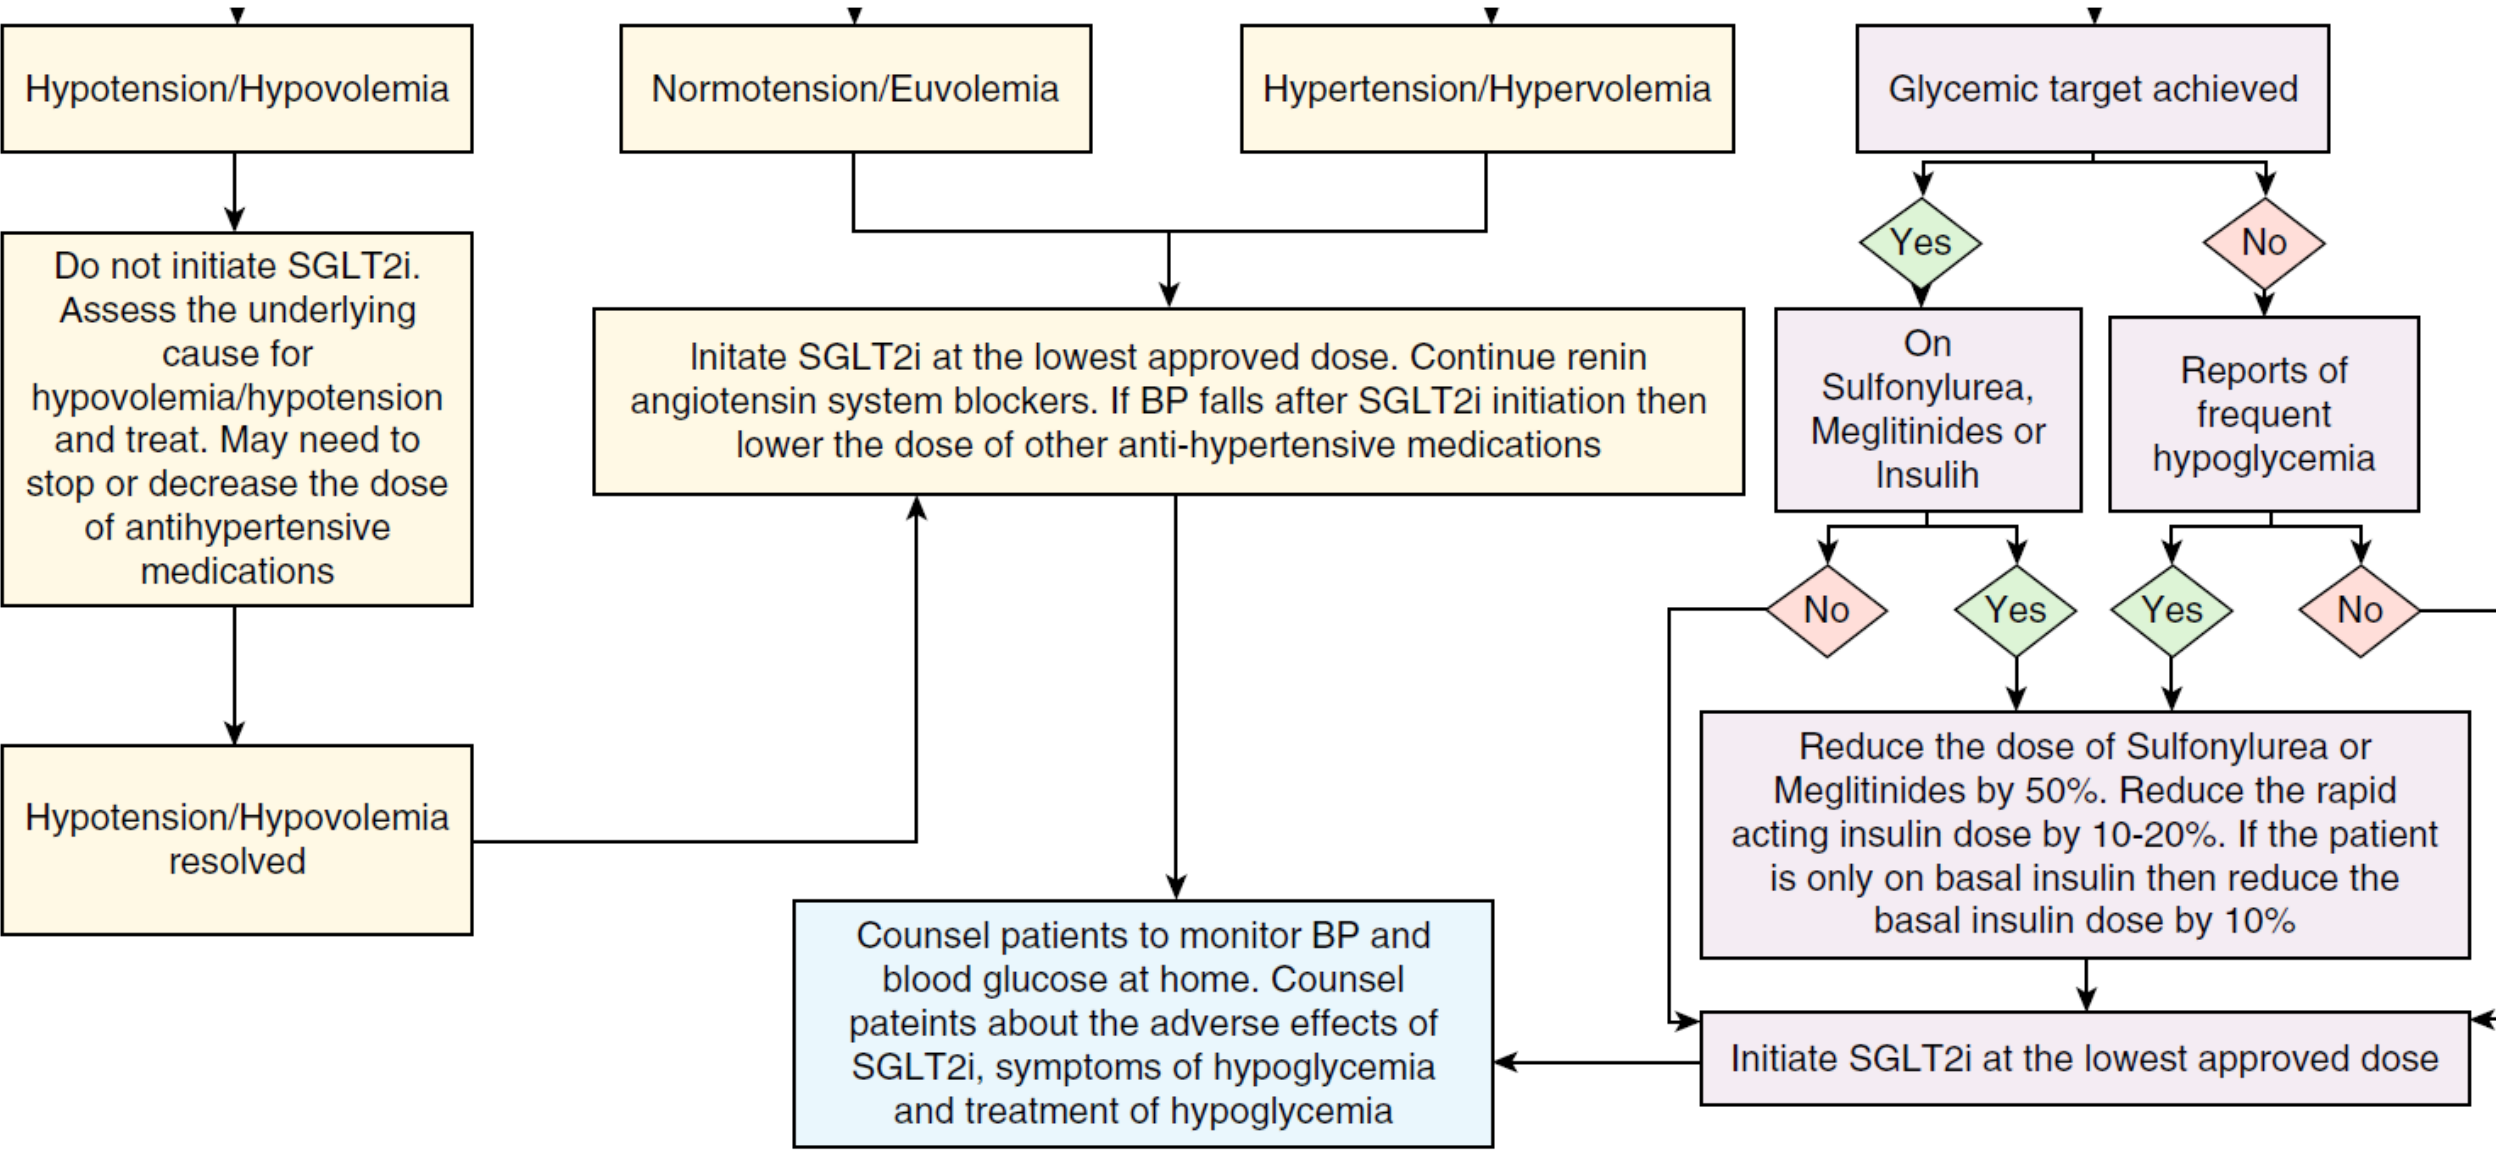 Hypotension/Hypovolemia
Normotension/Euvolemia
Hypertension/Hypervolemia
Glycemic target achieved
Yes
No
Do not initiate SGLT2i.
Assess the underlying
cause for
hypovolemia/hypotension
and treat. May need to
stop or decrease the dose
of antihypertensive
medications
Initate SGLT2i at the lowest approved dose. Continue renin
angiotensin system blockers. If BP falls after SGLT2i initiation then
lower the dose of other anti-hypertensive medications
On
Sulfonylurea,
Meglitinides or
Insulih
Reports of
frequent
hypoglycemia
No
Yes
Yes
No
Hypotension/Hypovolemia
resolved
Reduce the dose of Sulfonylurea or
Meglitinides by 50%. Reduce the rapid
acting insulin dose by 10-20%. If the patient
is only on basal insulin then reduce the
basal insulin dose by 10%
Counsel patients to monitor BP and
blood glucose at home. Counsel
pateints about the adverse effects of
SGLT2i, symptoms of hypoglycemia
and treatment of hypoglycemia
Initiate SGLT2i at the lowest approved dose